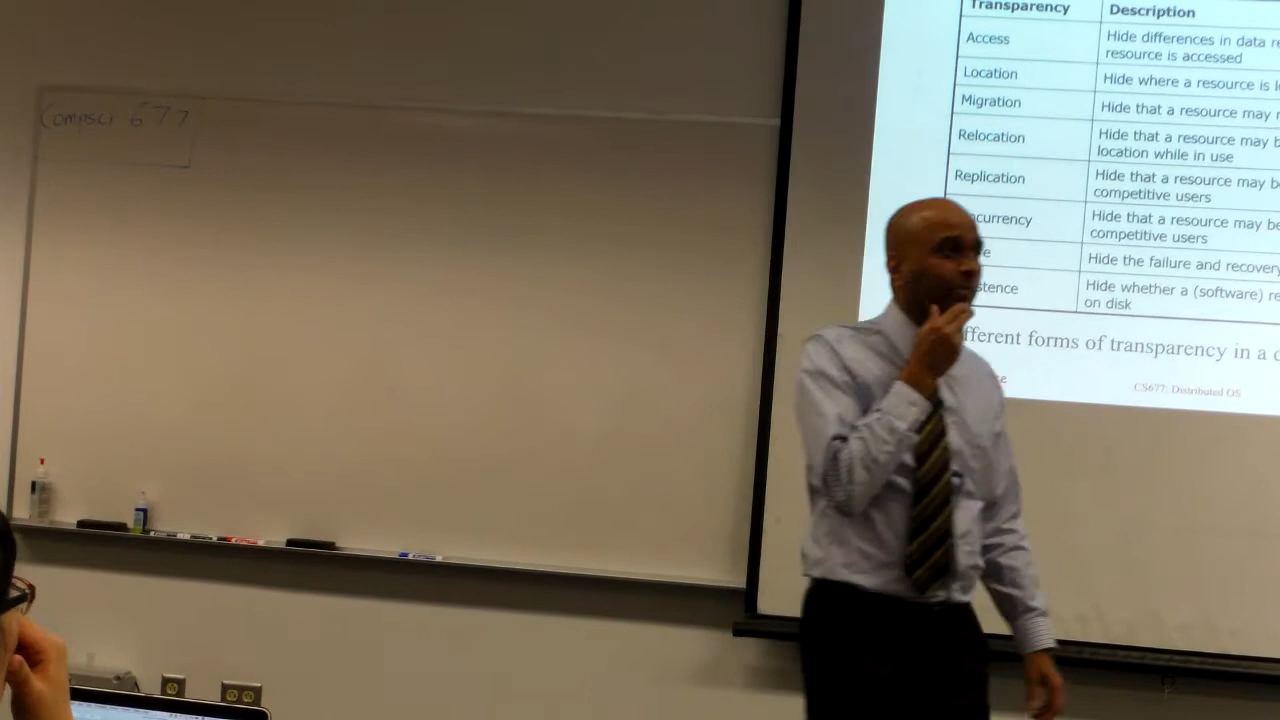 Compsci 677
Transparency Description
Access Hide differences in data re
resource is accessed
Location Hide where a resource is l
Migration Hide that a resource may
Relocation Hide that a resource may b
location while in use
Replication Hide that a resource may be
competitive users
currency Hide that a resource may be
competitive users
Hide the failure and recovery
stence Hide whether a (software) re
on disk
fferent forms of transparency in a
CS677: Distributed OS